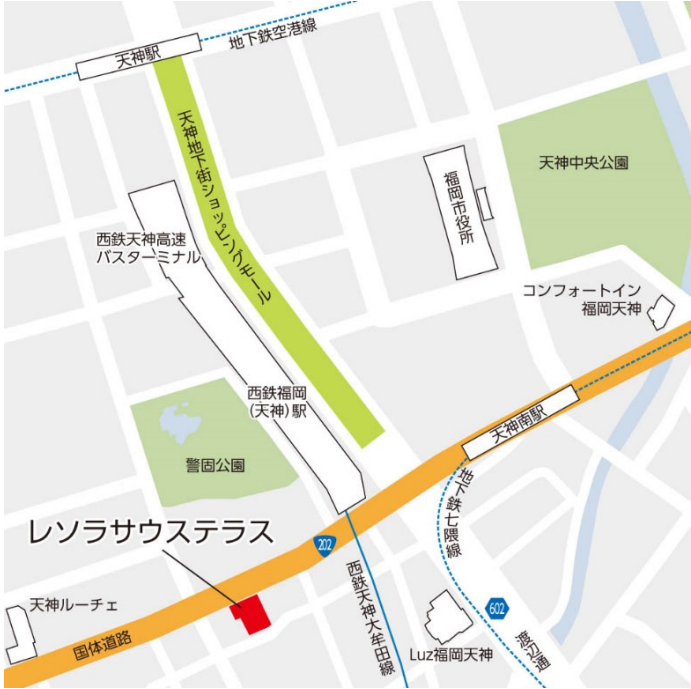 天神駅
地下鉄空港線
天神地下街ショッピングモール
天神中央公園
福岡市役所
西鉄天神高速
バスターミナル
コンフォートイン
福岡天神
西鉄福岡
(天神)駅
天神南駅
警固公園
地下鉄七隈線
レソラサウステラス
202
西鉄天神大牟田線
天神ルーチェ
602
国体道路
渡辺通
Luz福岡天神